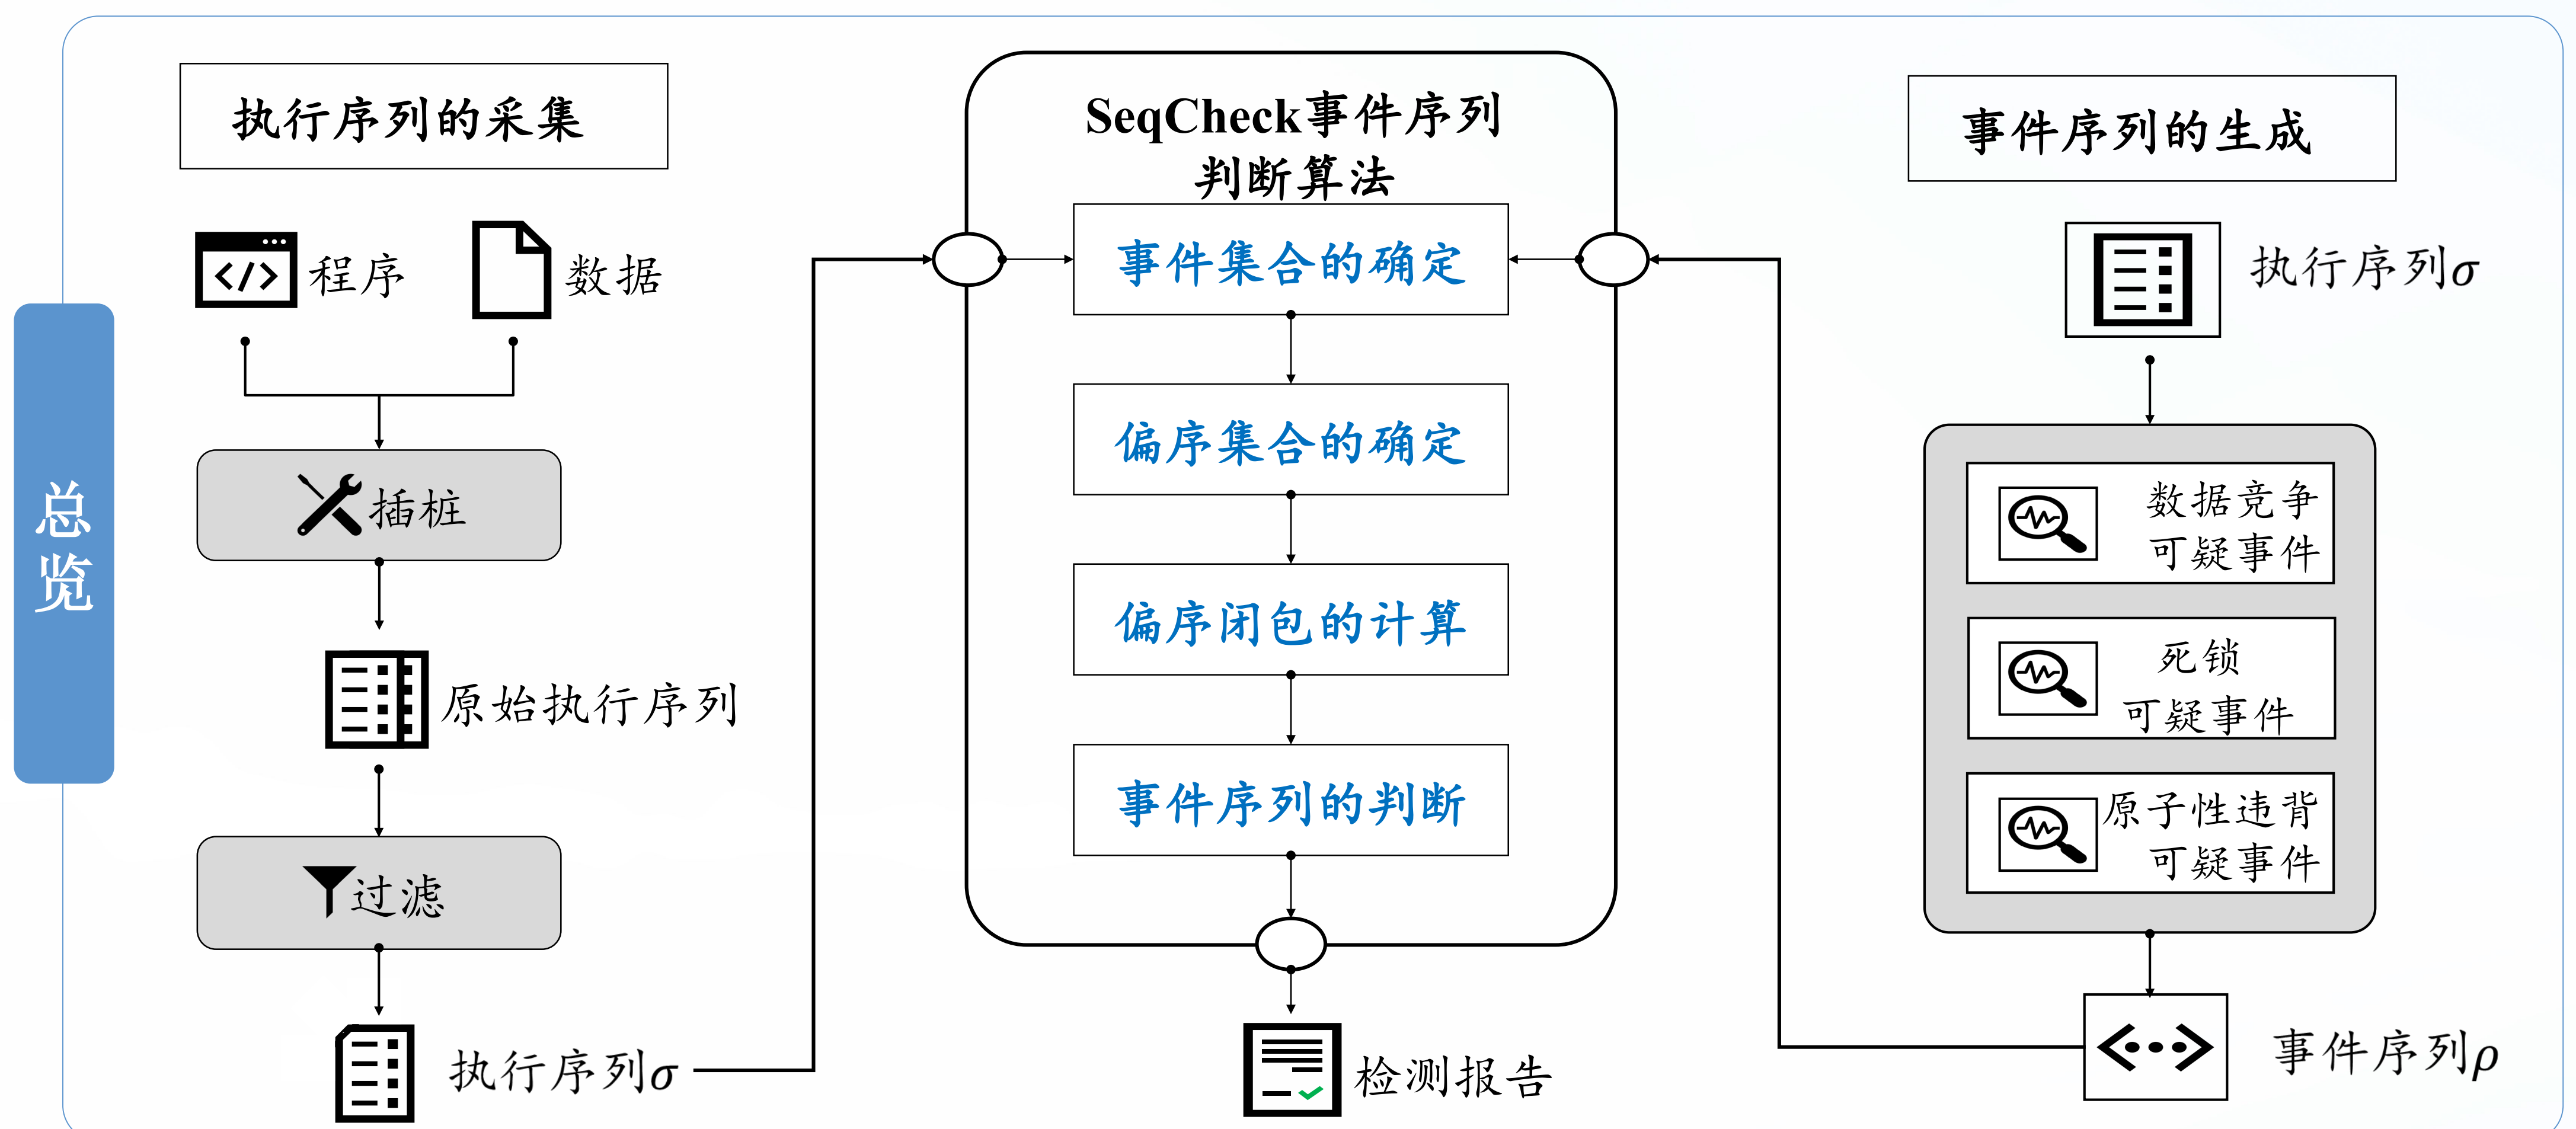 总览
执行序列的采集
程序
数据
插桩
原始执行序列
过滤
执行序列σ
SeqCheck事件序列
判断算法
事件集合的确定
偏序集合的确定
偏序闭包的计算
事件序列的判断
检测报告
事件序列的生成
执行序列σ
数据竞争
可疑事件
死锁
可疑事件
原子性违背
可疑事件
事件序列ρ